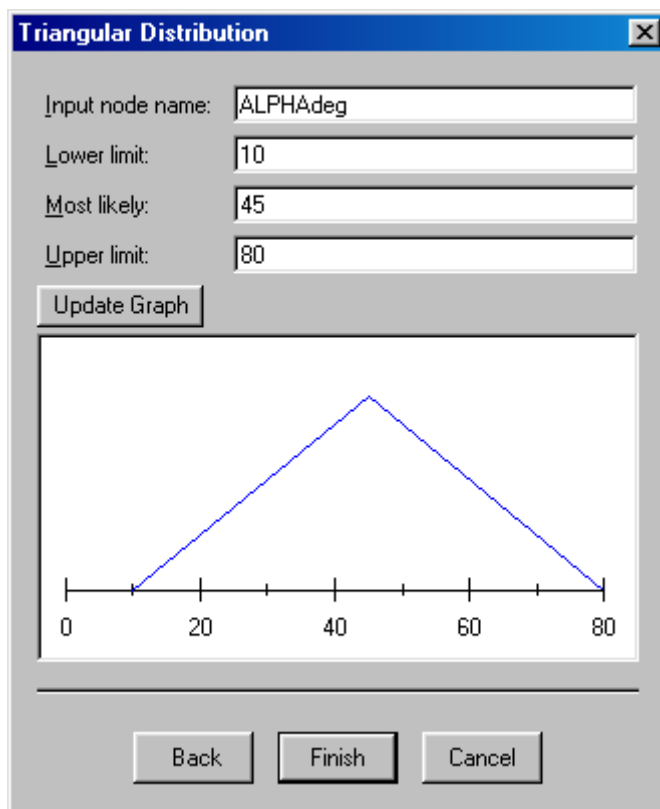 Triangular Distribution
Input node name: ALPHAdeg
Lower limit: 10
Most likely: 45
Upper limit: 80
Update Graph
0 20 40 60 80
Back Finish Cancel